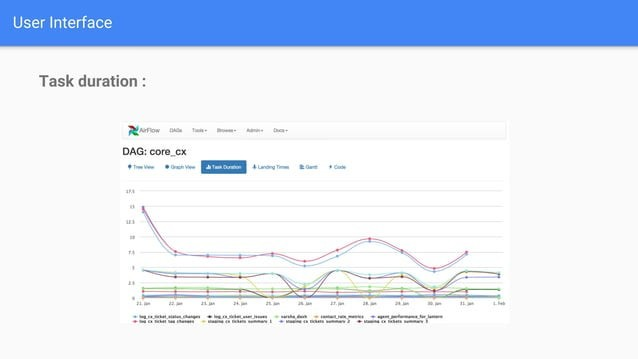 User Interface
Task duration :
AirFlow DAGs Tools Browse Admin Docs
DAG: core_cx
Tree View Graph View Task Duration Landing Times Gantt Code
17.5
15
12.5
10
7.5
5
2.5
0
21. Jan 22. Jan 23. Jan 24. Jan 25. Jan 26. Jan 27. Jan 28. Jan 29. Jan 30. Jan 31. Jan 1. Feb
log_cx_ticket_status_changes log_cx_ticket_user_issues varsha_dash contact_rate_metrics agent_performance_for_lantern
log_cx_ticket_tag_changes staging_cx_tickets_summary_1 staging_cx_tickets_summary_2 staging_cx_tickets_summary_3